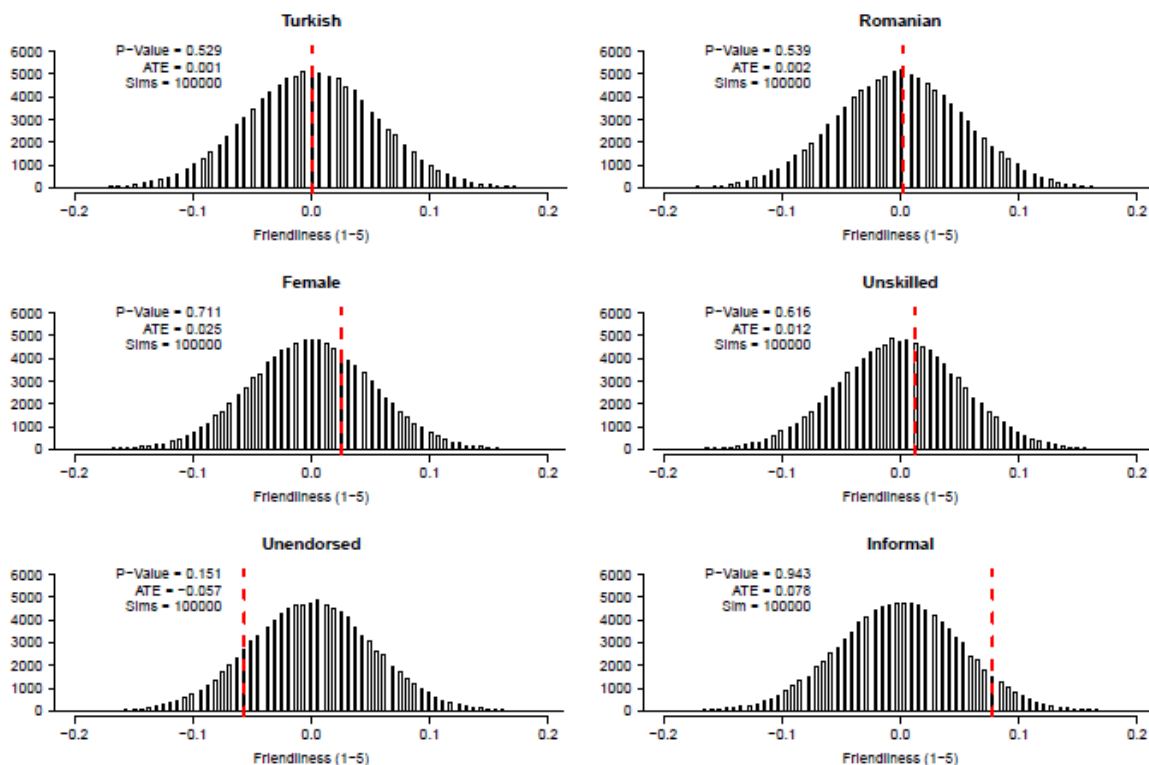 Turkish
P-Value = 0.529
ATE = 0.001
Sims = 100000
6000
5000
4000
3000
2000
1000
0
−0.2 −0.1 0.0 0.1 0.2
Friendliness (1−5)
Romanian
P-Value = 0.539
ATE = 0.002
Sims = 100000
6000
5000
4000
3000
2000
1000
0
−0.2 −0.1 0.0 0.1 0.2
Friendliness (1−5)
Female
P-Value = 0.711
ATE = 0.025
Sims = 100000
6000
5000
4000
3000
2000
1000
0
−0.2 −0.1 0.0 0.1 0.2
Friendliness (1−5)
Unskilled
P-Value = 0.616
ATE = 0.012
Sims = 100000
6000
5000
4000
3000
2000
1000
0
−0.2 −0.1 0.0 0.1 0.2
Friendliness (1−5)
Unendorsed
P-Value = 0.151
ATE = −0.057
Sims = 100000
6000
5000
4000
3000
2000
1000
0
−0.2 −0.1 0.0 0.1 0.2
Friendliness (1−5)
Informal
P-Value = 0.943
ATE = 0.078
Sim = 100000
6000
5000
4000
3000
2000
1000
0
−0.2 −0.1 0.0 0.1 0.2
Friendliness (1−5)